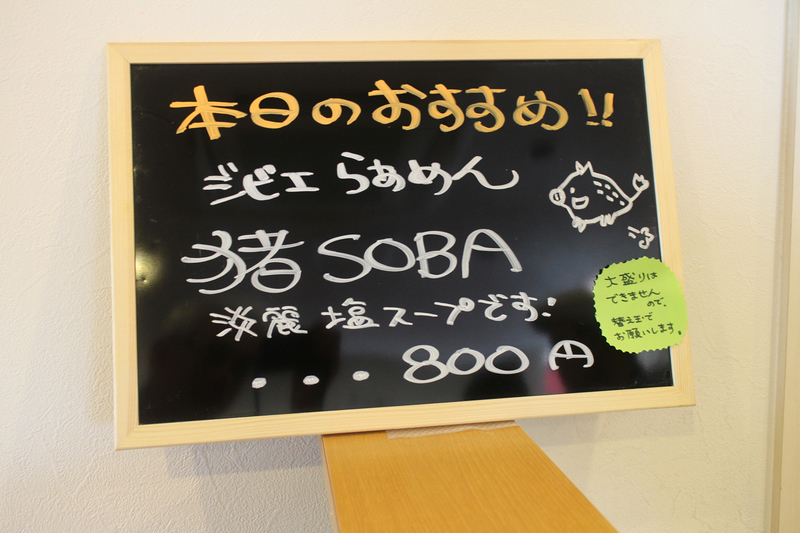 本日のおすすめ!!
ジビエ らぁめん
猪SOBA
淡麗 塩スープです!
・・・800円
大盛りは
できません
ので、
替え玉で
お願いします。